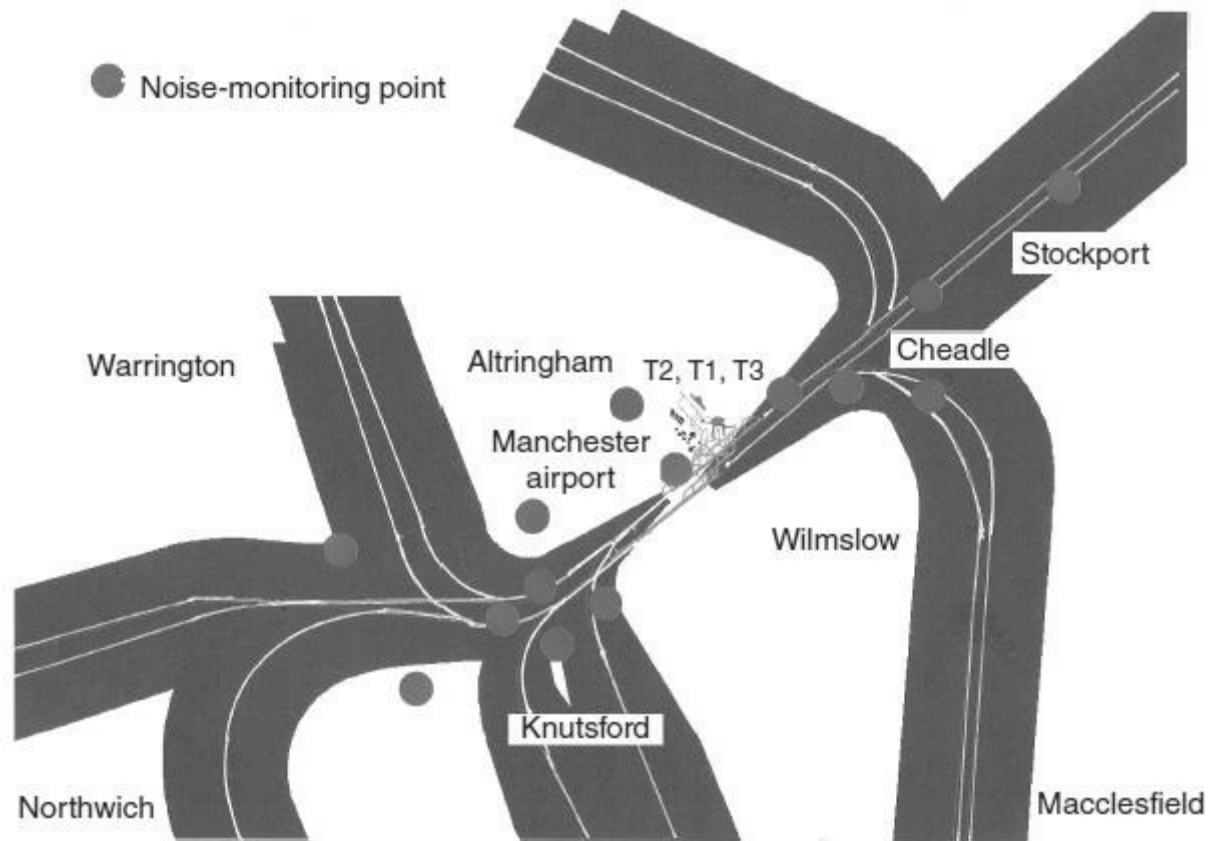 Noise-monitoring point
Stockport
Cheadle
Warrington
Altringham
T2, T1, T3
Manchester
airport
Wilmslow
Knutsford
Northwich
Macclesfield